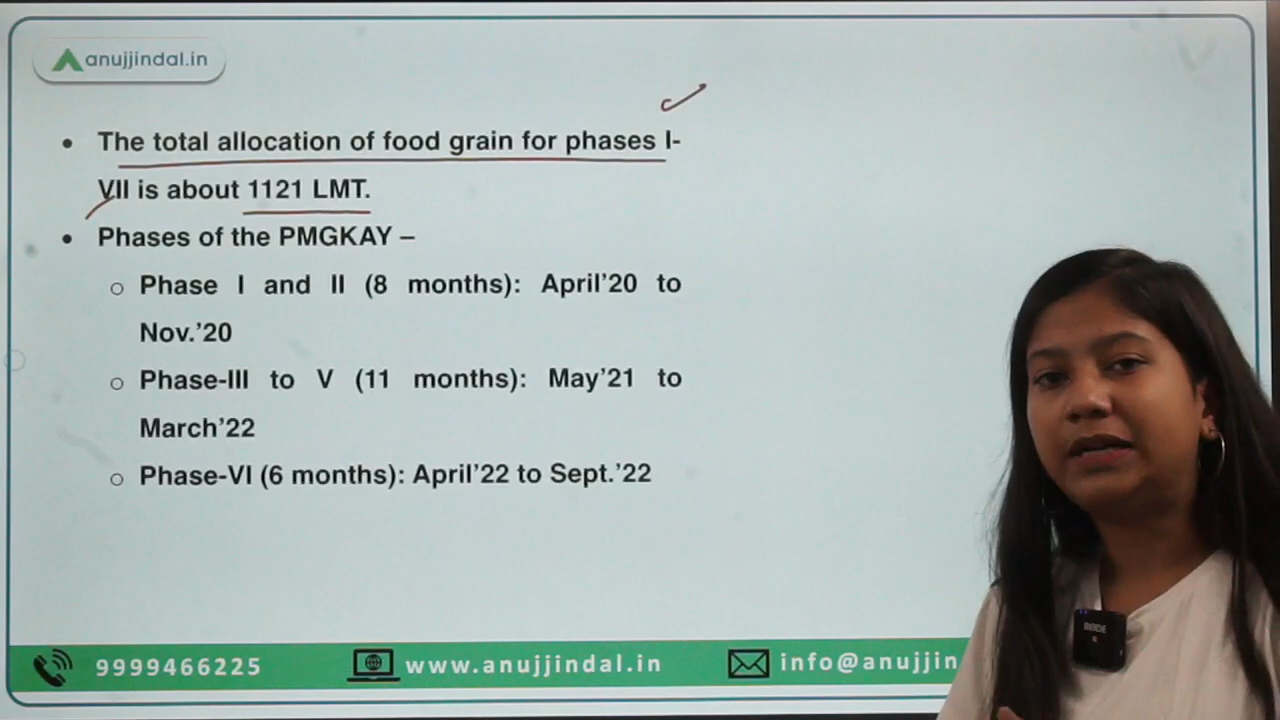 anujjindal.in
• The total allocation of food grain for phases I-
VII is about 1121 LMT.
• Phases of the PMGKAY –
o Phase I and II (8 months): April’20 to
Nov.’20
o Phase-III to V (11 months): May’21 to
March’22
o Phase-VI (6 months): April’22 to Sept.’22
9999466225 www.anujjindal.in info@anujjin
RODE